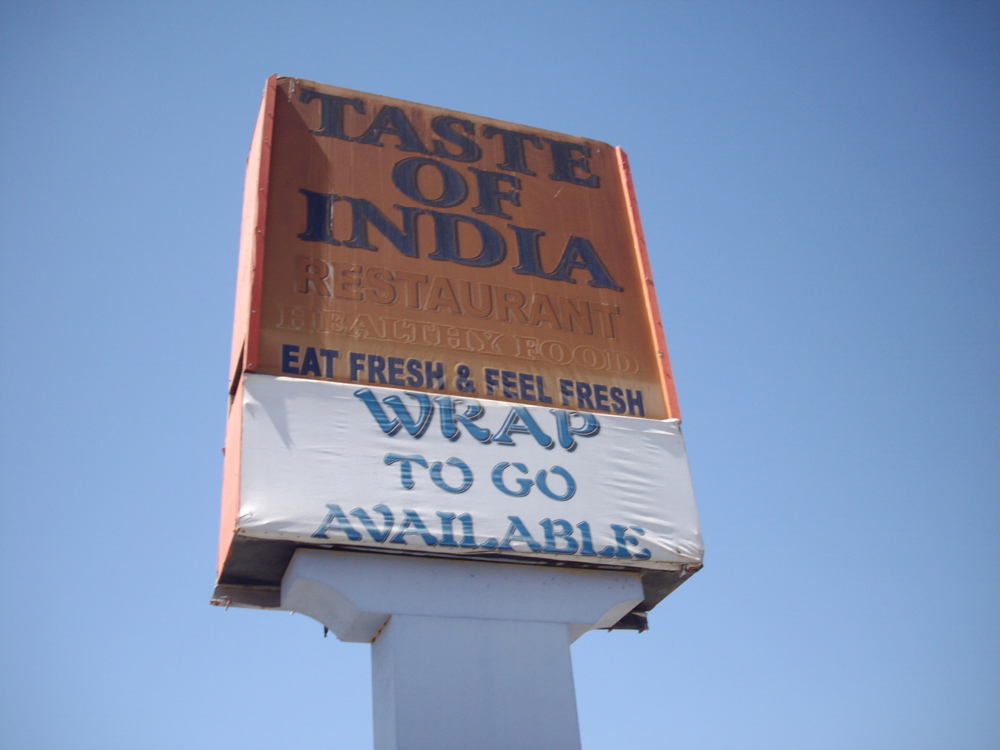 TASTE
OF
INDIA
RESTAURANT
HEALTHY FOOD
EAT FRESH & FEEL FRESH
WRAP
TO GO
AVAILABLE